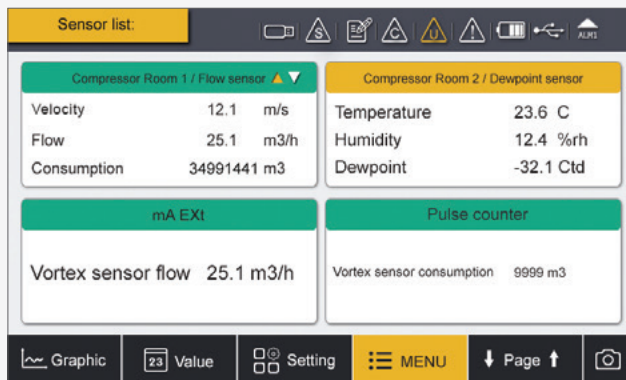 Sensor list:
S C U ! ALM1
Compressor Room 1 / Flow sensor
Velocity 12.1 m/s
Flow 25.1 m3/h
Consumption 34991441 m3
Compressor Room 2 / Dewpoint sensor
Temperature 23.6 C
Humidity 12.4 %rh
Dewpoint -32.1 Ctd
mA EXt
Vortex sensor flow 25.1 m3/h
Pulse counter
Vortex sensor consumption 9999 m3
Graphic 23 Value Setting MENU Page